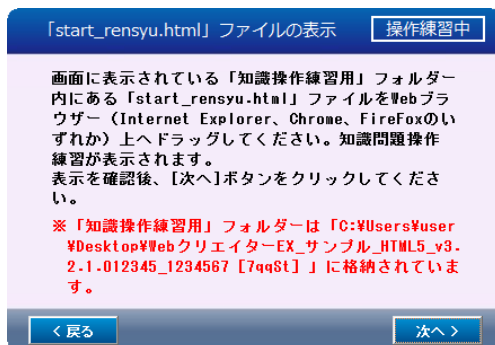 「start_rensyu.html」ファイルの表示
操作練習中
画面に表示されている「知識操作練習用」フォルダー
内にある「start_rensyu.html」ファイルをWebブラ
ウザー（Internet Explorer、Chrome、FireFoxのい
ずれか）上へドラッグしてください。知識問題操作
練習が表示されます。
表示を確認後、[次へ]ボタンをクリックしてくださ
い。
※「知識操作練習用」フォルダーは「C:¥Users¥user
¥Desktop¥WebクリエイターEX_サンプル_HTML5_v3.
2.1.012345_1234567［7qqSt］」に格納されていま
す。
< 戻る
次へ >